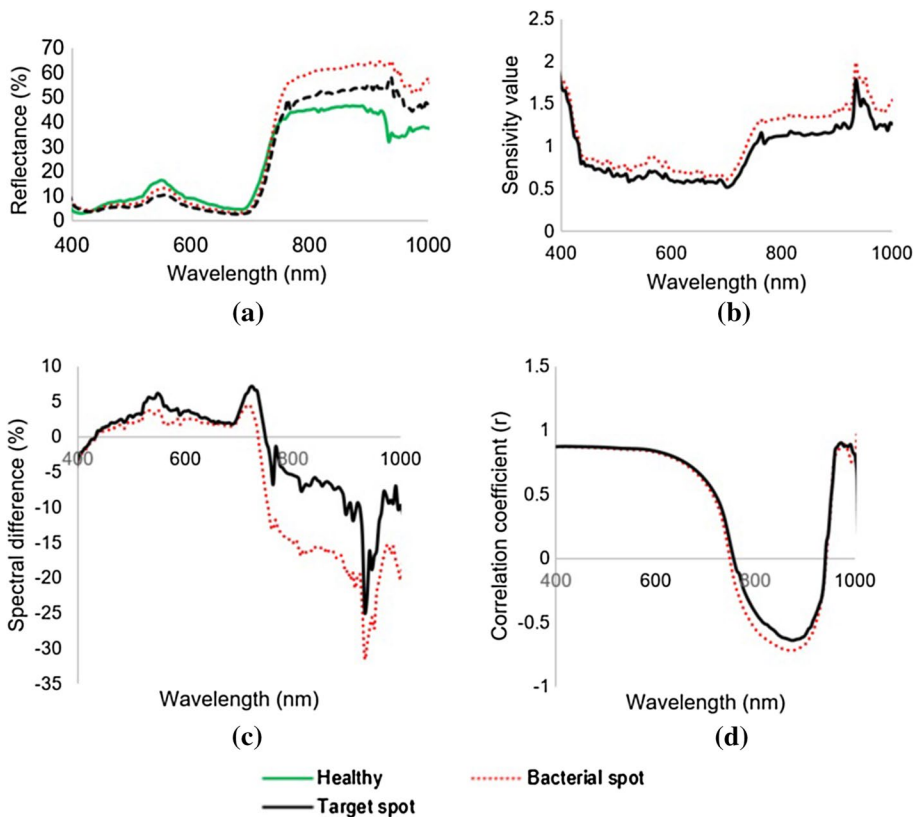 70
60
50
40
30
20
10
0
Reflectance (%)
400 600 800 1000
Wavelength (nm)
(a)
2.5
2
1.5
1
0.5
0
Sensivity value
400 600 800 1000
Wavelength (nm)
(b)
10
5
0
-5
-10
-15
-20
-25
-30
-35
Spectral difference (%)
400 600 800 1000
Wavelength (nm)
(c)
1.5
1
0.5
0
-0.5
-1
Correlation coefficient (r)
400 600 800 1000
Wavelength (nm)
(d)
Healthy Bacterial spot
Target spot